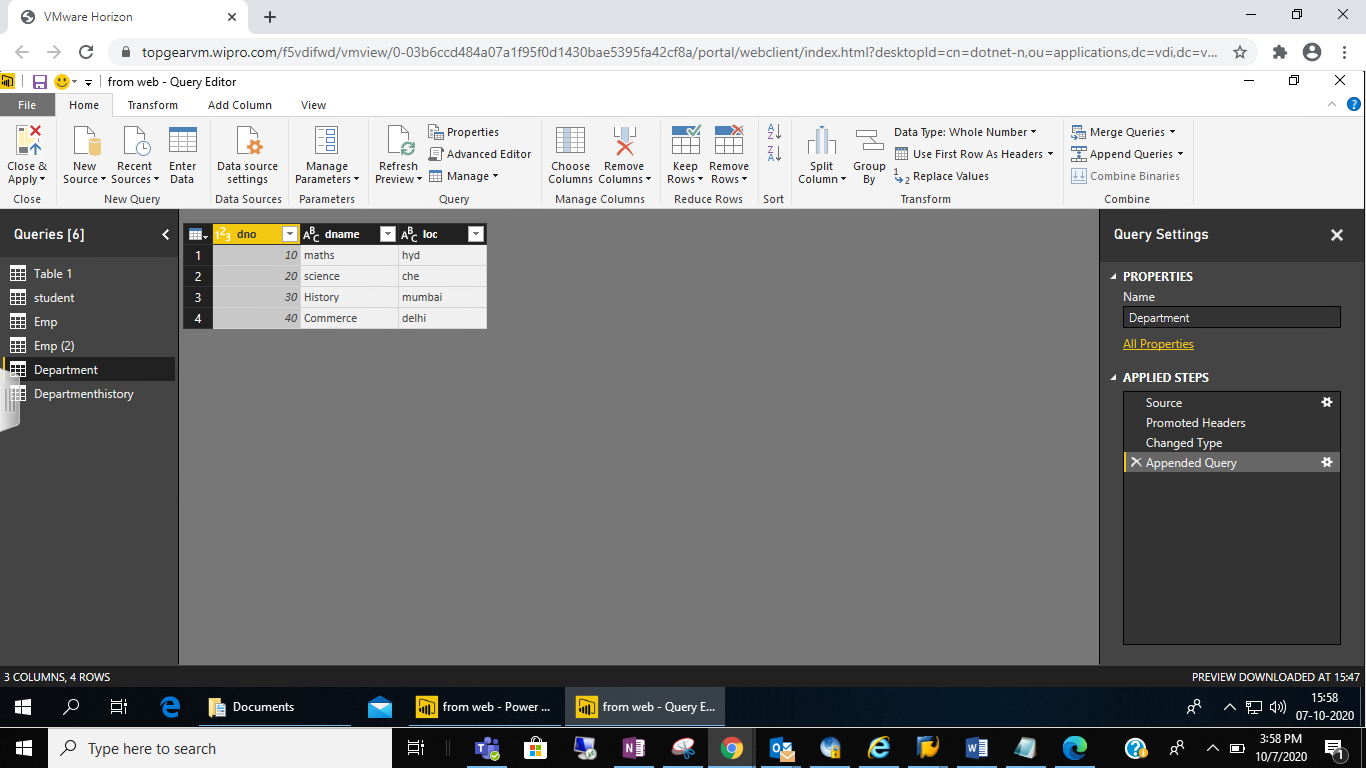 VMware Horizon
topgearvm.wipro.com/f5vdifwd/vmview/0-03b6ccd484a07a1f95f0d1430bae5395fa42cf8a/portal/webclient/index.html?desktopId=cn=dotnet-n,ou=applications,dc=vdi,dc=v...
from web - Query Editor
File Home Transform Add Column View
Close & Apply
New Source
Recent Sources
Enter Data
Data source settings
Manage Parameters
Refresh Preview
Properties
Advanced Editor
Manage
Choose Columns
Remove Columns
Keep Rows
Remove Rows
Split Column
Group By
Data Type: Whole Number
Use First Row As Headers
Replace Values
Merge Queries
Append Queries
Combine Binaries
Close New Query Data Sources Parameters Query Manage Columns Reduce Rows Sort Transform Combine
Queries [6]
Table 1
student
Emp
Emp (2)
Department
Departmenthistory
dno dname loc
1 10 maths hyd
2 20 science che
3 30 History mumbai
4 40 Commerce delhi
Query Settings
PROPERTIES
Name
Department
All Properties
APPLIED STEPS
Source
Promoted Headers
Changed Type
Appended Query
3 COLUMNS, 4 ROWS PREVIEW DOWNLOADED AT 15:47
Documents from web - Power ... from web - Query E...
15:58
07-10-2020
Type here to search
3:58 PM
10/7/2020